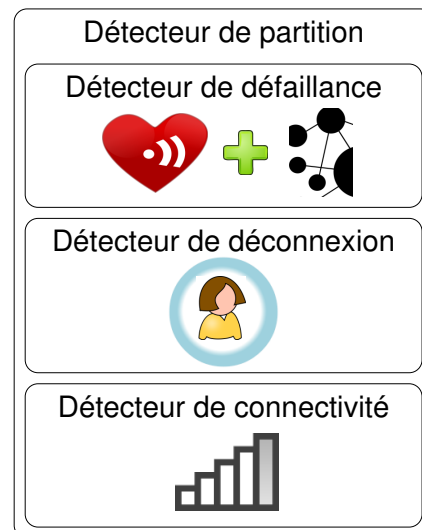 Détecteur de partition
Détecteur de défaillance
Détecteur de déconnexion
Détecteur de connectivité